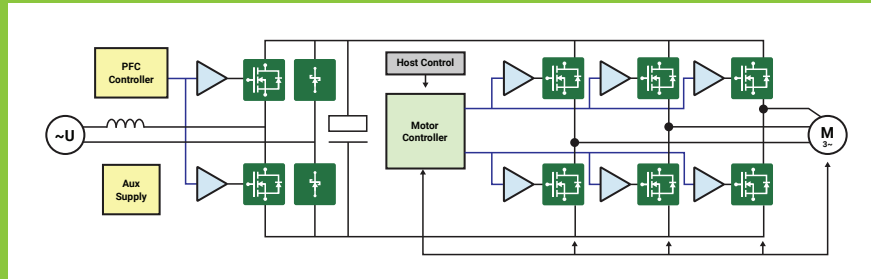 PFC
Controller
~U
Aux
Supply
Host Control
Motor
Controller
M
3~